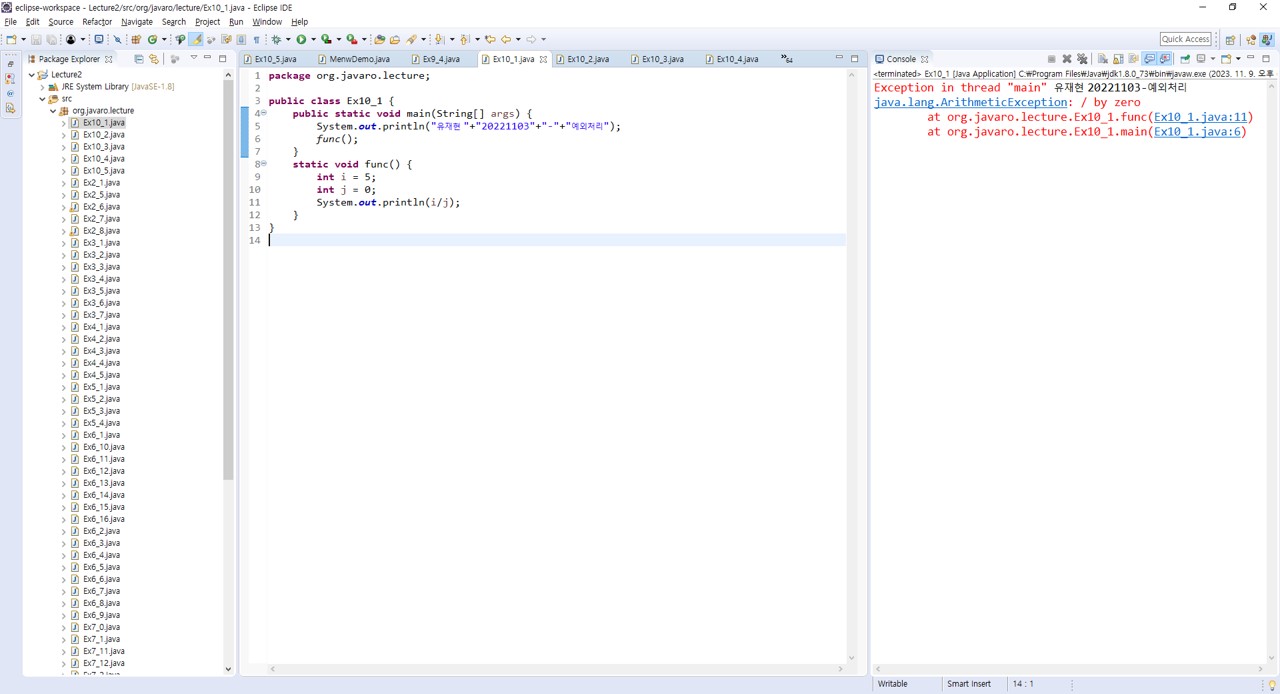 eclipse-workspace - Lecture2/src/org/javaro/lecture/Ex10_1.java - Eclipse IDE
File Edit Source Refactor Navigate Search Project Run Window Help
Quick Access
Package Explorer
Lecture2
JRE System Library [JavaSE-1.8]
src
org.javaro.lecture
Ex10_1.java
Ex10_2.java
Ex10_3.java
Ex10_4.java
Ex10_5.java
Ex2_1.java
Ex2_5.java
Ex2_6.java
Ex2_7.java
Ex2_8.java
Ex3_1.java
Ex3_2.java
Ex3_3.java
Ex3_4.java
Ex3_5.java
Ex3_6.java
Ex3_7.java
Ex4_1.java
Ex4_2.java
Ex4_3.java
Ex4_4.java
Ex4_5.java
Ex5_1.java
Ex5_2.java
Ex5_3.java
Ex5_4.java
Ex6_1.java
Ex6_10.java
Ex6_11.java
Ex6_12.java
Ex6_13.java
Ex6_14.java
Ex6_15.java
Ex6_16.java
Ex6_2.java
Ex6_3.java
Ex6_4.java
Ex6_5.java
Ex6_6.java
Ex6_7.java
Ex6_8.java
Ex6_9.java
Ex7_0.java
Ex7_1.java
Ex7_11.java
Ex7_12.java
Ex10_5.java MenwDemo.java Ex9_4.java Ex10_1.java Ex10_2.java Ex10_3.java Ex10_4.java »64
1 package org.javaro.lecture;
2
3 public class Ex10_1 {
4 public static void main(String[] args) {
5 System.out.println("유재현 "+"20221103"+"-"+"예외처리");
6 func();
7 }
8 static void func() {
9 int i = 5;
10 int j = 0;
11 System.out.println(i/j);
12 }
13 }
14
Console
<terminated> Ex10_1 [Java Application] C:₩Program Files₩Java₩jdk1.8.0_73₩bin₩javaw.exe (2023. 11. 9. 오후
Exception in thread "main" 유재현 20221103-예외처리
java.lang.ArithmeticException: / by zero
at org.javaro.lecture.Ex10_1.func(Ex10_1.java:11)
at org.javaro.lecture.Ex10_1.main(Ex10_1.java:6)
Writable Smart Insert 14 : 1